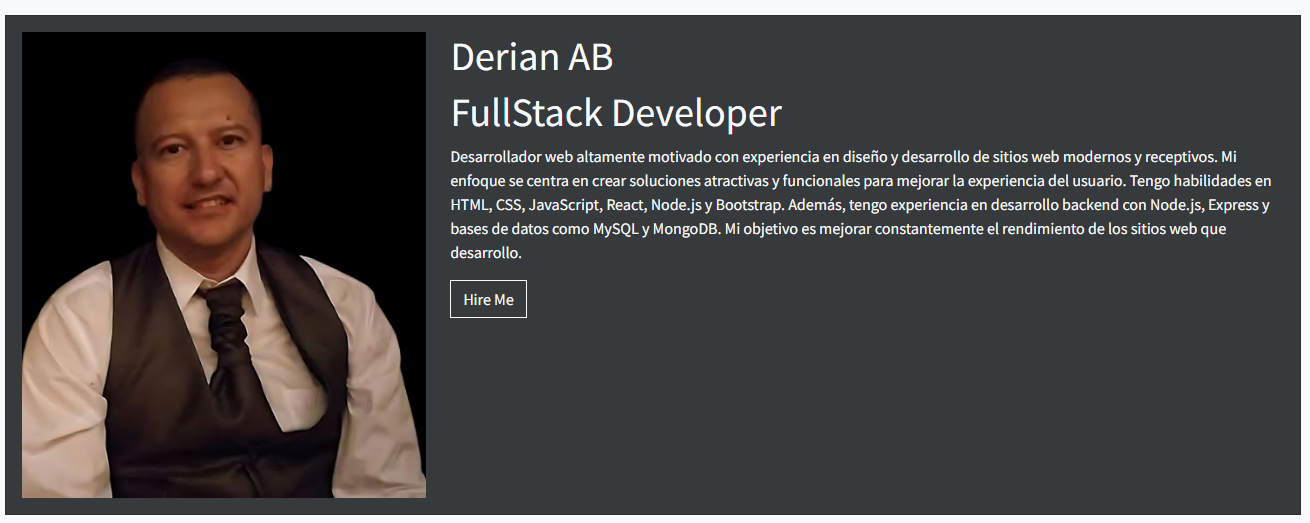 Derian AB
FullStack Developer
Desarrollador web altamente motivado con experiencia en diseño y desarrollo de sitios web modernos y receptivos. Mi
enfoque se centra en crear soluciones atractivas y funcionales para mejorar la experiencia del usuario. Tengo habilidades en
HTML, CSS, JavaScript, React, Node.js y Bootstrap. Además, tengo experiencia en desarrollo backend con Node.js, Express y
bases de datos como MySQL y MongoDB. Mi objetivo es mejorar constantemente el rendimiento de los sitios web que
desarrollo.
Hire Me